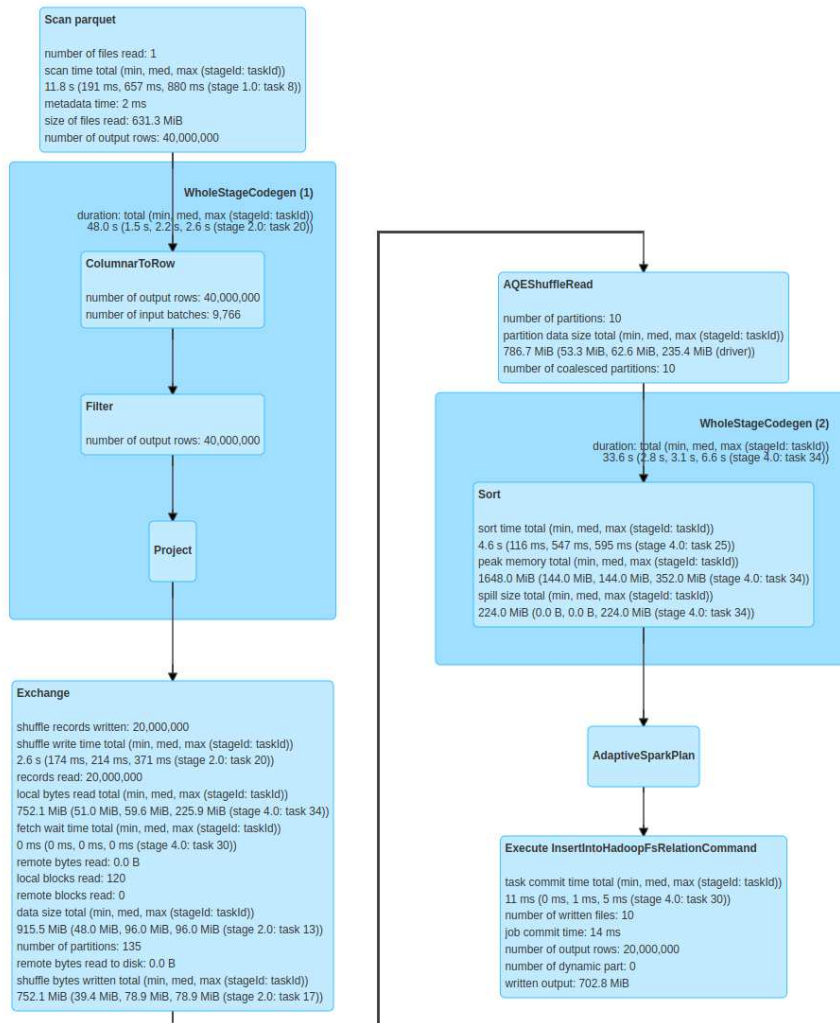 Scan parquet
number of files read: 1
scan time total (min, med, max (stageId: taskId))
11.8 s (191 ms, 657 ms, 880 ms (stage 1.0: task 8))
metadata time: 2 ms
size of files read: 631.3 MiB
number of output rows: 40,000,000
WholeStageCodegen (1)
duration: total (min, med, max (stageId: taskId))
48.0 s (1.5 s, 2.2 s, 2.6 s (stage 2.0: task 20))
ColumnarToRow
number of output rows: 40,000,000
number of input batches: 9,766
Filter
number of output rows: 40,000,000
Project
Exchange
shuffle records written: 20,000,000
shuffle write time total (min, med, max (stageId: taskId))
2.6 s (174 ms, 214 ms, 371 ms (stage 2.0: task 20))
records read: 20,000,000
local bytes read total (min, med, max (stageId: taskId))
752.1 MiB (51.0 MiB, 59.6 MiB, 225.9 MiB (stage 4.0: task 34))
fetch wait time total (min, med, max (stageId: taskId))
0 ms (0 ms, 0 ms, 0 ms (stage 4.0: task 30))
remote bytes read: 0.0 B
local blocks read: 120
remote blocks read: 0
data size total (min, med, max (stageId: taskId))
915.5 MiB (48.0 MiB, 96.0 MiB, 96.0 MiB (stage 2.0: task 13))
number of partitions: 135
remote bytes read to disk: 0.0 B
shuffle bytes written total (min, med, max (stageId: taskId))
752.1 MiB (39.4 MiB, 78.9 MiB, 78.9 MiB (stage 2.0: task 17))
AQEShuffleRead
number of partitions: 10
partition data size total (min, med, max (stageId: taskId))
786.7 MiB (53.3 MiB, 62.6 MiB, 235.4 MiB (driver))
number of coalesced partitions: 10
WholeStageCodegen (2)
duration: total (min, med, max (stageId: taskId))
33.6 s (2.8 s, 3.1 s, 6.6 s (stage 4.0: task 34))
Sort
sort time total (min, med, max (stageId: taskId))
4.6 s (116 ms, 547 ms, 595 ms (stage 4.0: task 25))
peak memory total (min, med, max (stageId: taskId))
1648.0 MiB (144.0 MiB, 144.0 MiB, 352.0 MiB (stage 4.0: task 34))
spill size total (min, med, max (stageId: taskId))
224.0 MiB (0.0 B, 0.0 B, 224.0 MiB (stage 4.0: task 34))
AdaptiveSparkPlan
Execute InsertIntoHadoopFsRelationCommand
task commit time total (min, med, max (stageId: taskId))
11 ms (0 ms, 1 ms, 5 ms (stage 4.0: task 30))
number of written files: 10
job commit time: 14 ms
number of output rows: 20,000,000
number of dynamic part: 0
written output: 702.8 MiB